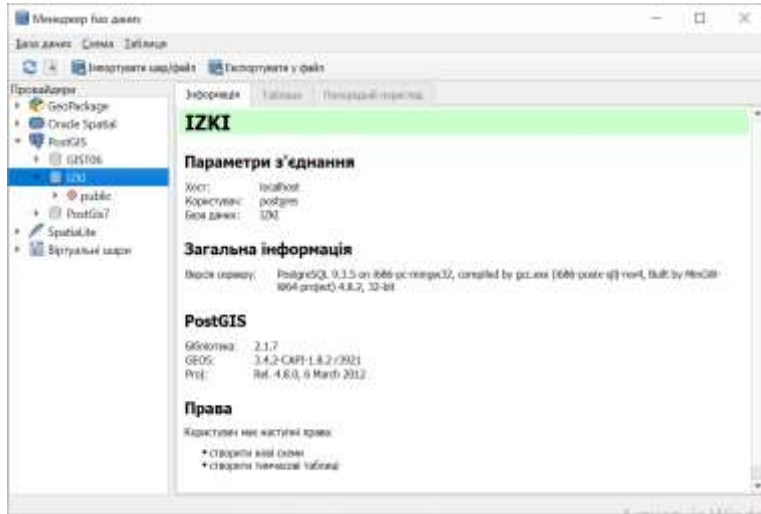 Менеджер баз даних
База даних Схема Таблиця
Імпортувати шар/файл Експортувати у файл
Провайдери
GeoPackage
Oracle Spatial
PostGIS
GIST06
IZKI
public
PostGis7
SpatiaLite
Віртуальні шари
Інформація Таблиця Попередній перегляд
IZKI
Параметри з'єднання
Хост: localhost
Користувач: postgres
База даних: IZKI
Загальна інформація
Версія серверу: PostgreSQL 9.3.5 on i686-pc-mingw32, compiled by gcc.exe (i686-posix-sjlj-rev4, Built by MinGW-
W64 project) 4.8.2, 32-bit
PostGIS
Бібліотека: 2.1.7
GEOS: 3.4.2-CAPI-1.8.2 r3921
Proj: Rel. 4.8.0, 6 March 2012
Права
Користувач має наступні права:
створити нові схеми
створити тимчасові таблиці